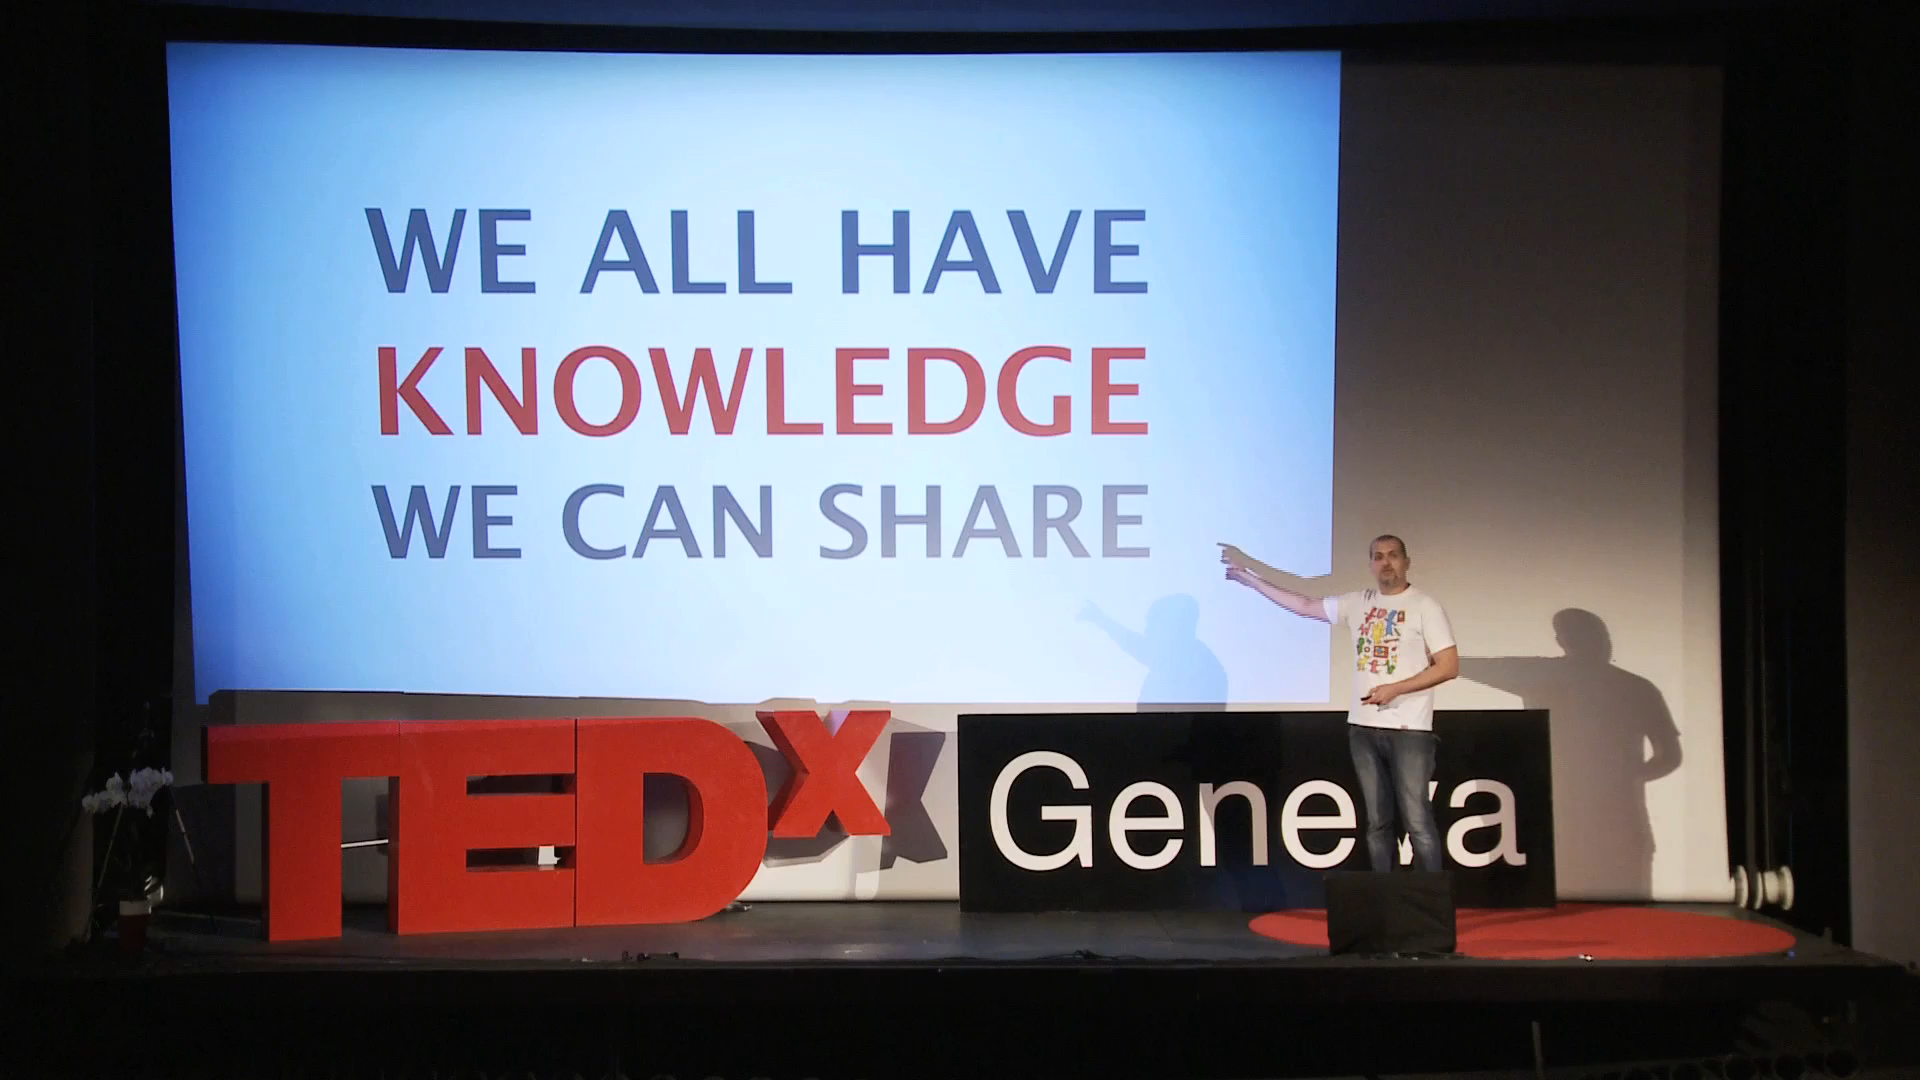 WE ALL HAVE
KNOWLEDGE
WE CAN SHARE
TEDx
Geneva